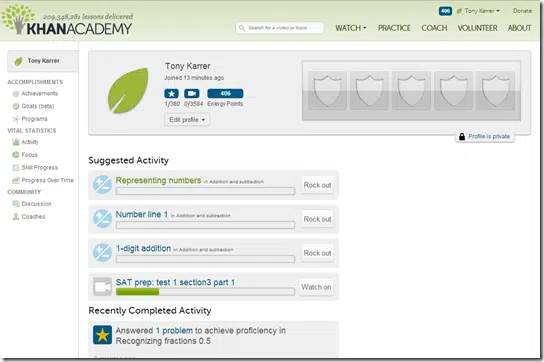 209,348,281 lessons delivered
KHANACADEMY
406 Tony Karrer Donate
Search for a video or topic
WATCH PRACTICE COACH VOLUNTEER ABOUT
Tony Karrer
ACCOMPLISHMENTS
Achievements
Goals (beta)
Programs
VITAL STATISTICS
Activity
Focus
Skill Progress
Progress Over Time
COMMUNITY
Discussion
Coaches
Tony Karrer
Joined 13 minutes ago
406
1/380 0/3584 Energy Points
Edit profile
Profile is private
Suggested Activity
Representing numbers in Addition and subtraction
Rock out
Number line 1 in Addition and subtraction
Rock out
1-digit addition in Addition and subtraction
Rock out
SAT prep: test 1 section3 part 1
Watch on
Recently Completed Activity
Answered 1 problem to achieve proficiency in
Recognizing fractions 0.5